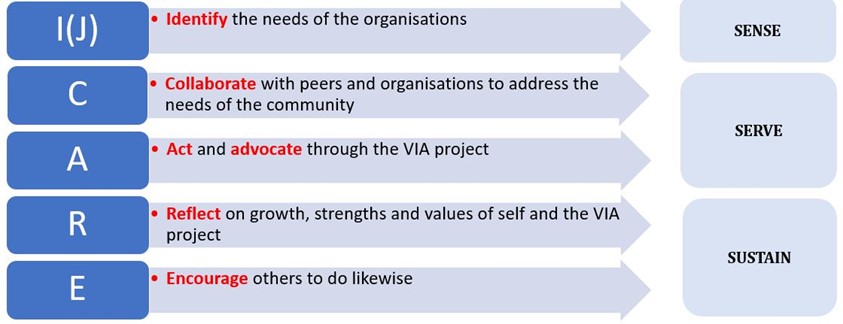 I(J)
• Identify the needs of the organisations
SENSE
C
• Collaborate with peers and organisations to address the
needs of the community
SERVE
A
• Act and advocate through the VIA project
R
• Reflect on growth, strengths and values of self and the VIA
project
SUSTAIN
E
• Encourage others to do likewise